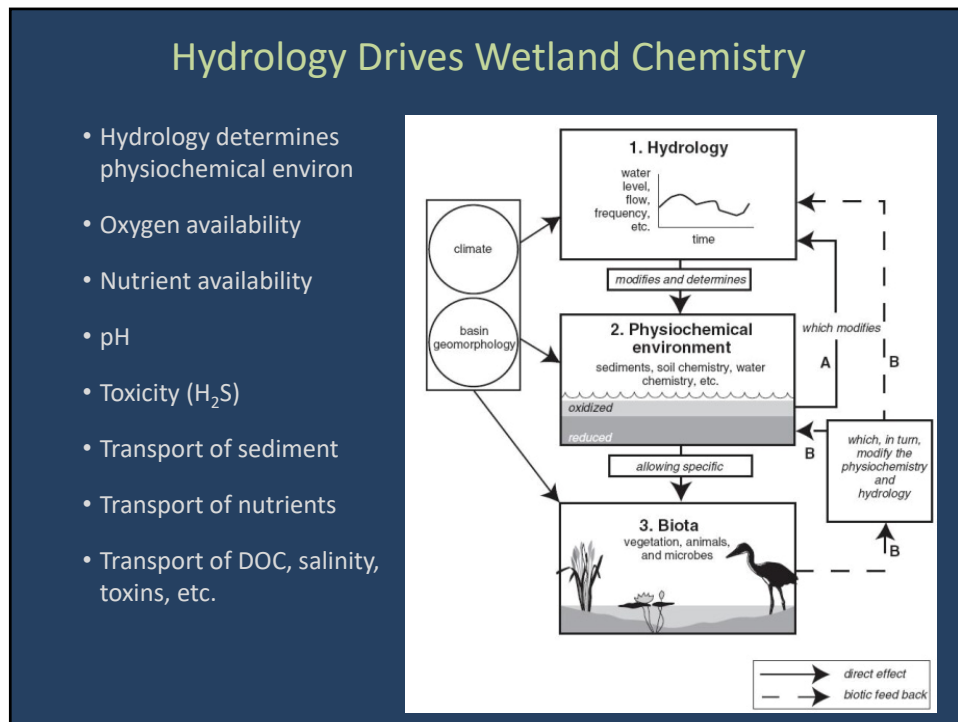 Hydrology Drives Wetland Chemistry
• Hydrology determines
physiochemical environ
• Oxygen availability
• Nutrient availability
• pH
• Toxicity (H₂S)
• Transport of sediment
• Transport of nutrients
• Transport of DOC, salinity,
toxins, etc.
1. Hydrology
water
level,
flow,
frequency,
etc.
time
climate
basin
geomorphology
modifies and determines
2. Physiochemical
environment
sediments, soil chemistry, water
chemistry, etc.
oxidized
reduced
which modifies
A
B
B
which, in turn,
modify the
physiochemistry
and
hydrology
allowing specific
3. Biota
vegetation, animals,
and microbes
B
direct effect
biotic feed back